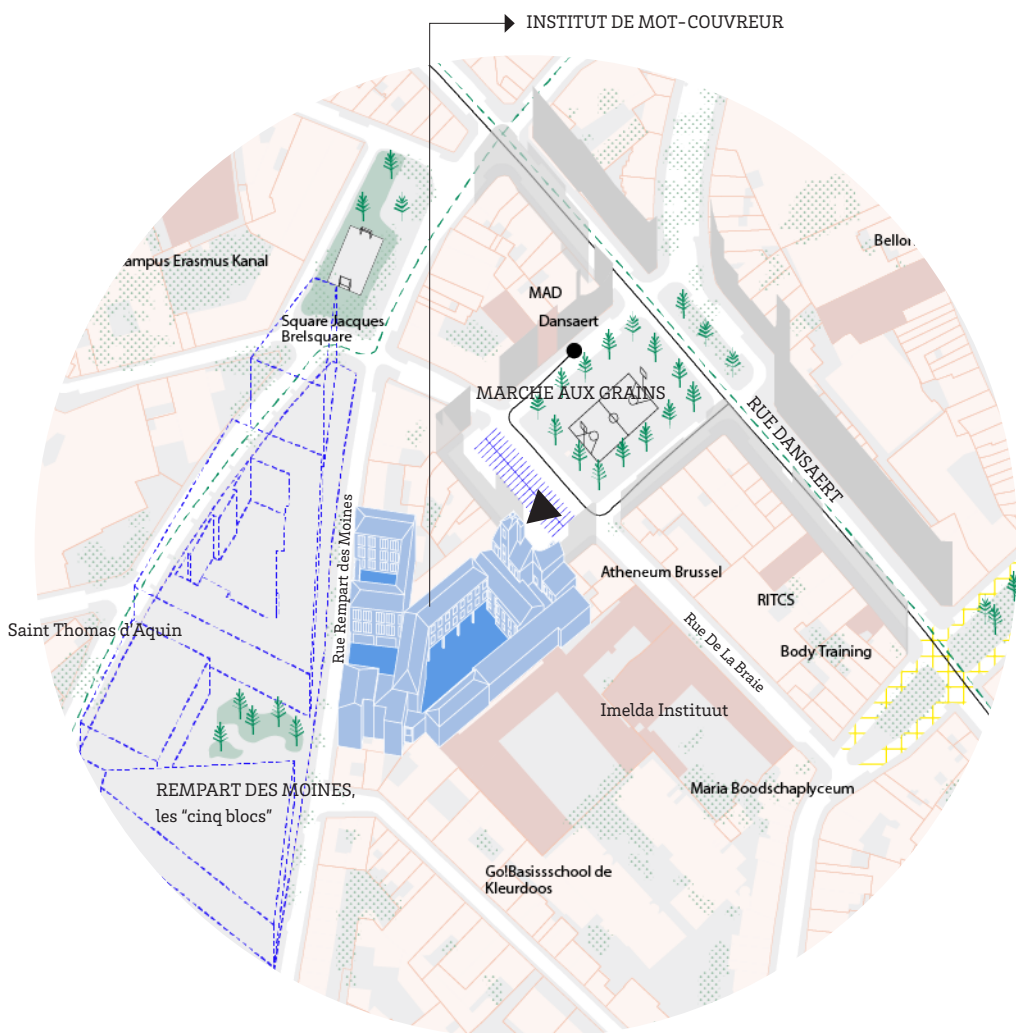 INSTITUT DE MOT-COUVREUR
Bellor
ampus Erasmus Kanal
MAD
Dansaert
Square Jacques
Brelsquare
MARCHE AUX GRAINS
RUE DANSAERT
Rue Rempart des Moines
Atheneum Brussel
RITCS
Saint Thomas d'Aquin
Body Training
Rue De La Braie
Imelda Instituut
REMPART DES MOINES,
les "cinq blocs"
Maria Boodschaplyceum
Go!Basissschool de
Kleurdoos